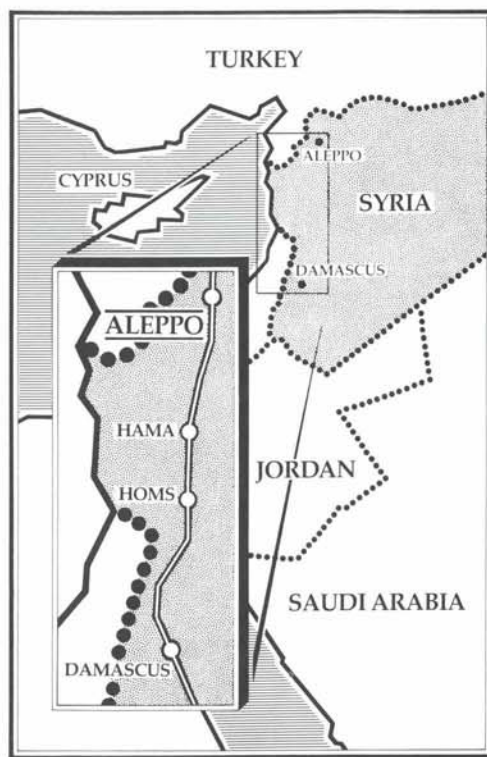 TURKEY
ALEPPO
CYPRUS
SYRIA
DAMASCUS
ALEPPO
HAMA
HOMS
JORDAN
SAUDI ARABIA
DAMASCUS